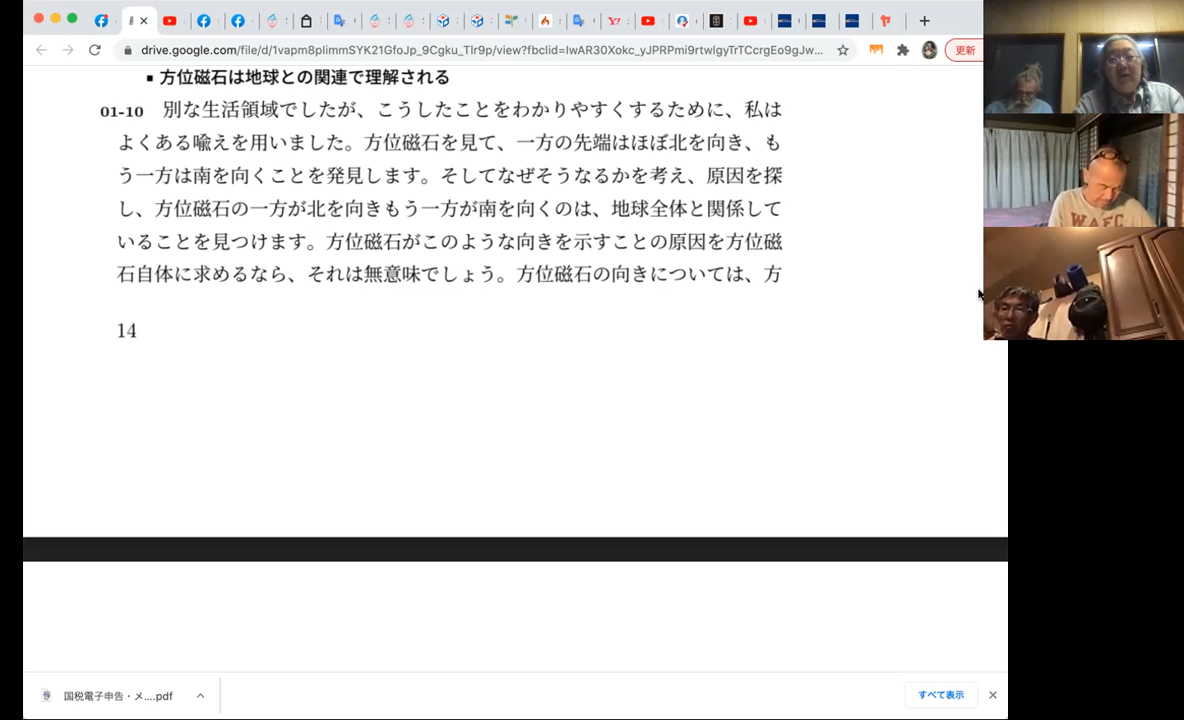 drive.google.com/file/d/1vapm8pIimmSYK21GfoJp_9Cgku_Tlr9p/view?fbclid=IwAR30Xokc_yJPRPmi9rtwIgyTrTCcrgEo9gJw...
更新
■ 方位磁石は地球との関連で理解される
01-10 別な生活領域でしたが、こうしたことをわかりやすくするために、私は
よくある喩えを用いました。方位磁石を見て、一方の先端はほぼ北を向き、も
う一方は南を向くことを発見します。そしてなぜそうなるかを考え、原因を探
し、方位磁石の一方が北を向きもう一方が南を向くのは、地球全体と関係して
いることを見つけます。方位磁石がこのような向きを示すことの原因を方位磁
石自体に求めるなら、それは無意味でしょう。方位磁石の向きについては、方
14
WAFC
国税電子申告・メ....pdf
すべて表示